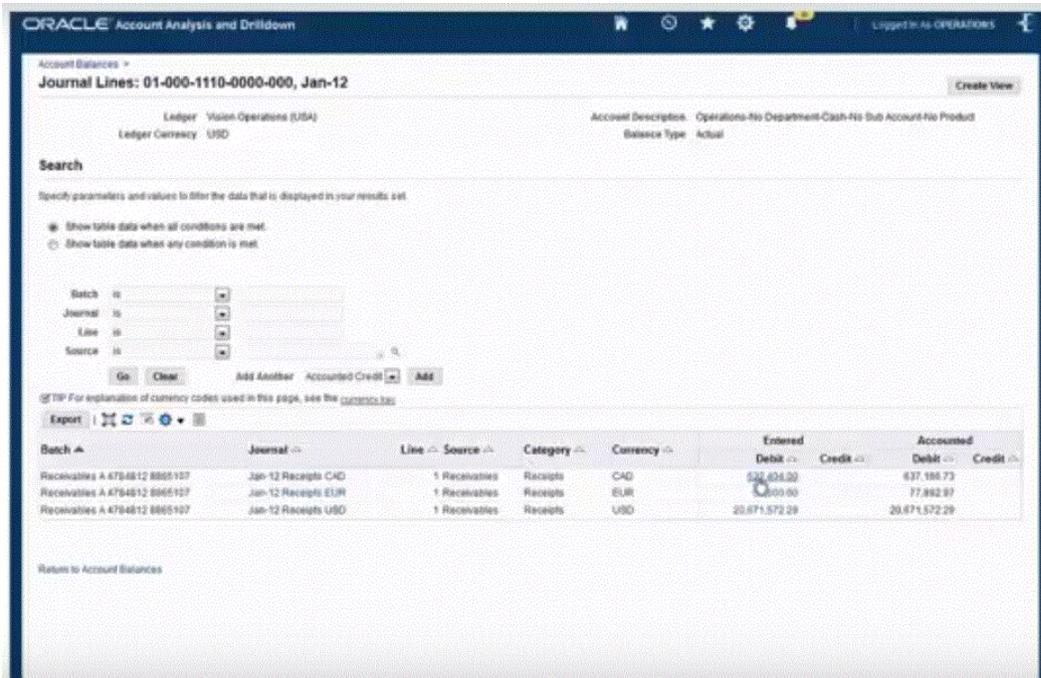 ORACLE Account Analysis and Drilldown
Logged In As OPERATIONS
Account Balances >
Journal Lines: 01-000-1110-0000-000, Jan-12
Create View
Ledger Vision Operations (USA)
Account Description Operations-No Department-Cash-No Sub Account-No Product
Ledger Currency USD
Balance Type Actual
Search
Specify parameters and values to filter the data that is displayed in your results set.
Show table data when all conditions are met.
Show table data when any condition is met.
Batch is
Journal is
Line is
Source is
Go Clear Add Another Accounted Credit Add
TIP For explanation of currency codes used in this page, see the currency key
Export
Entered Accounted
Batch Journal Line Source Category Currency Debit Credit Debit Credit
Receivables A 4784812 8865107 Jan-12 Receipts CAD 1 Receivables Receipts CAD 637,186.73
Receivables A 4784812 8865107 Jan-12 Receipts EUR 1 Receivables Receipts EUR 77,892.97
Receivables A 4784812 8865107 Jan-12 Receipts USD 1 Receivables Receipts USD 20,671,572.29 20,671,572.29
Return to Account Balances